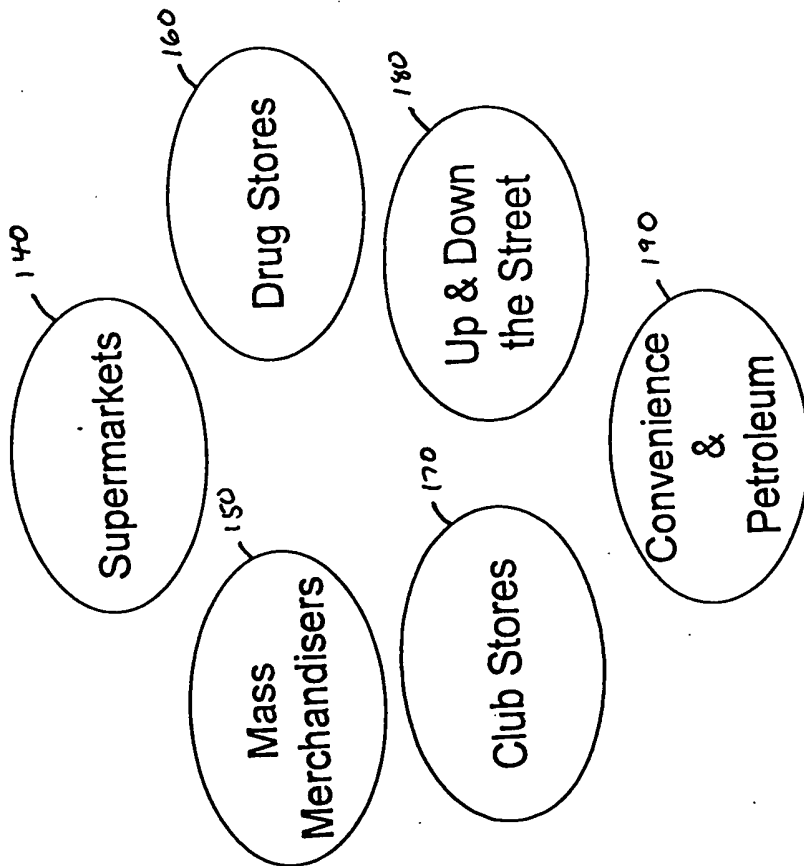 140
Supermarkets
150
Mass
Merchandisers
160
Drug Stores
170
Club Stores
180
Up & Down
the Street
190
Convenience
&
Petroleum